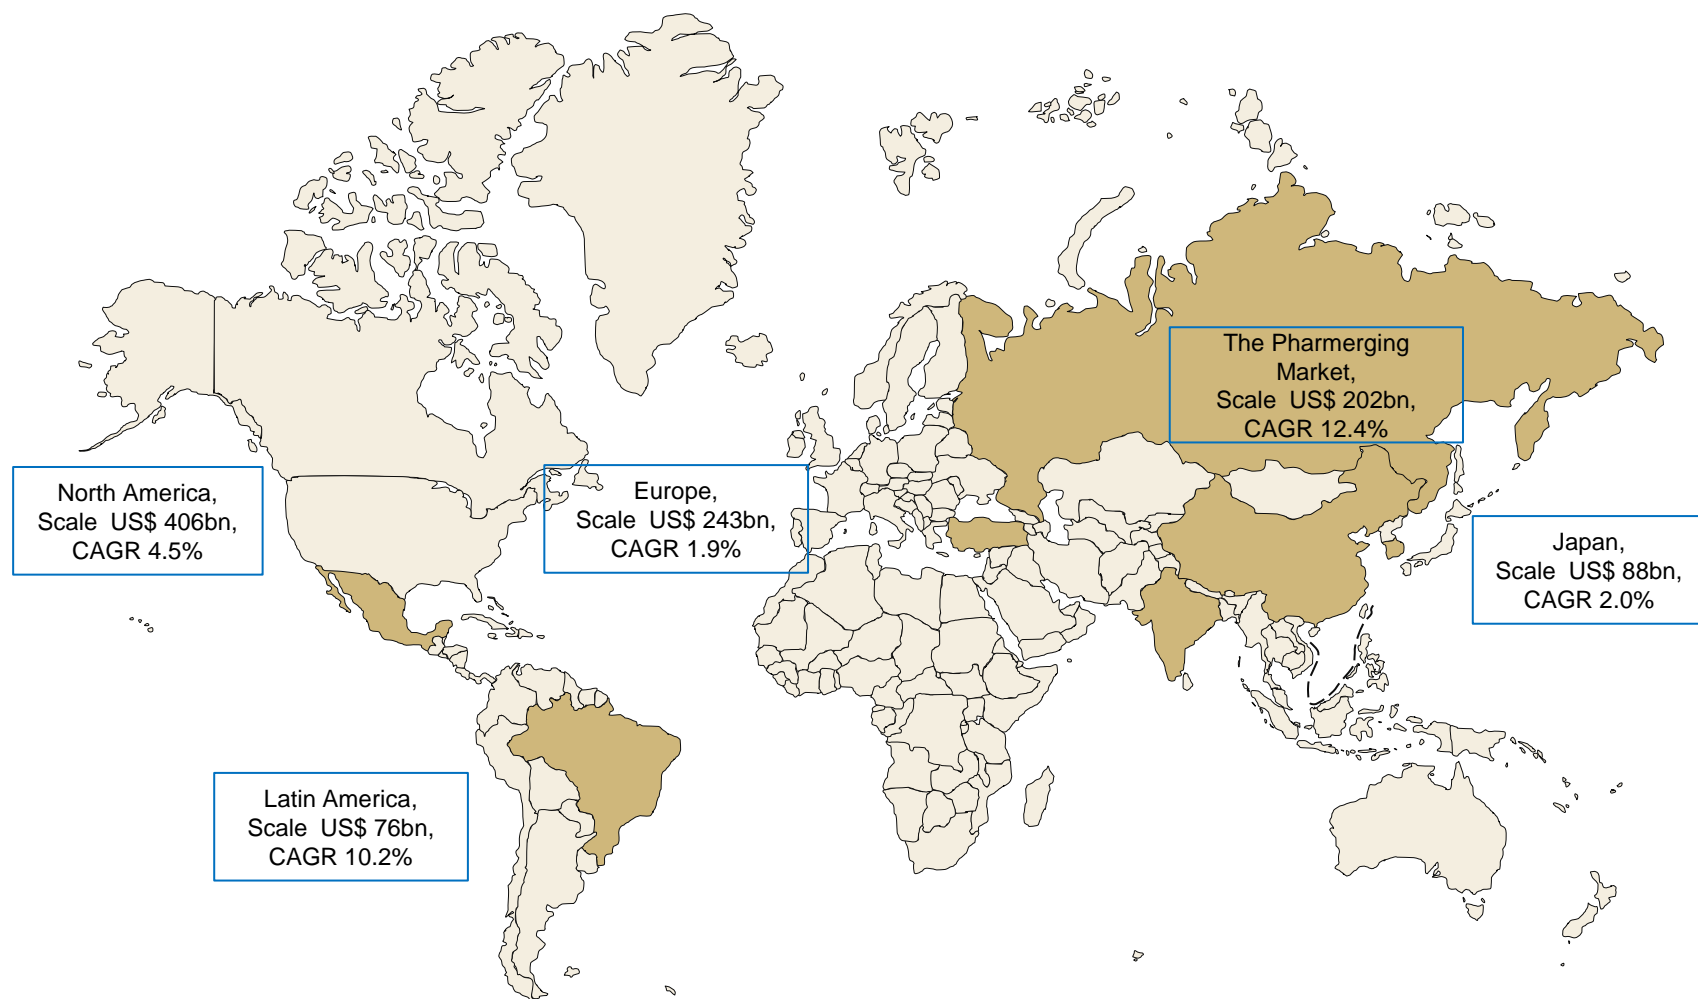 The Pharmerging
Market,
Scale  US$ 202bn,
CAGR 12.4%
North America,
Scale  US$ 406bn,
CAGR 4.5%
Europe,
Scale  US$ 243bn,
CAGR 1.9%
Japan,
Scale  US$ 88bn,
CAGR 2.0%
Latin America,
Scale  US$ 76bn,
CAGR 10.2%